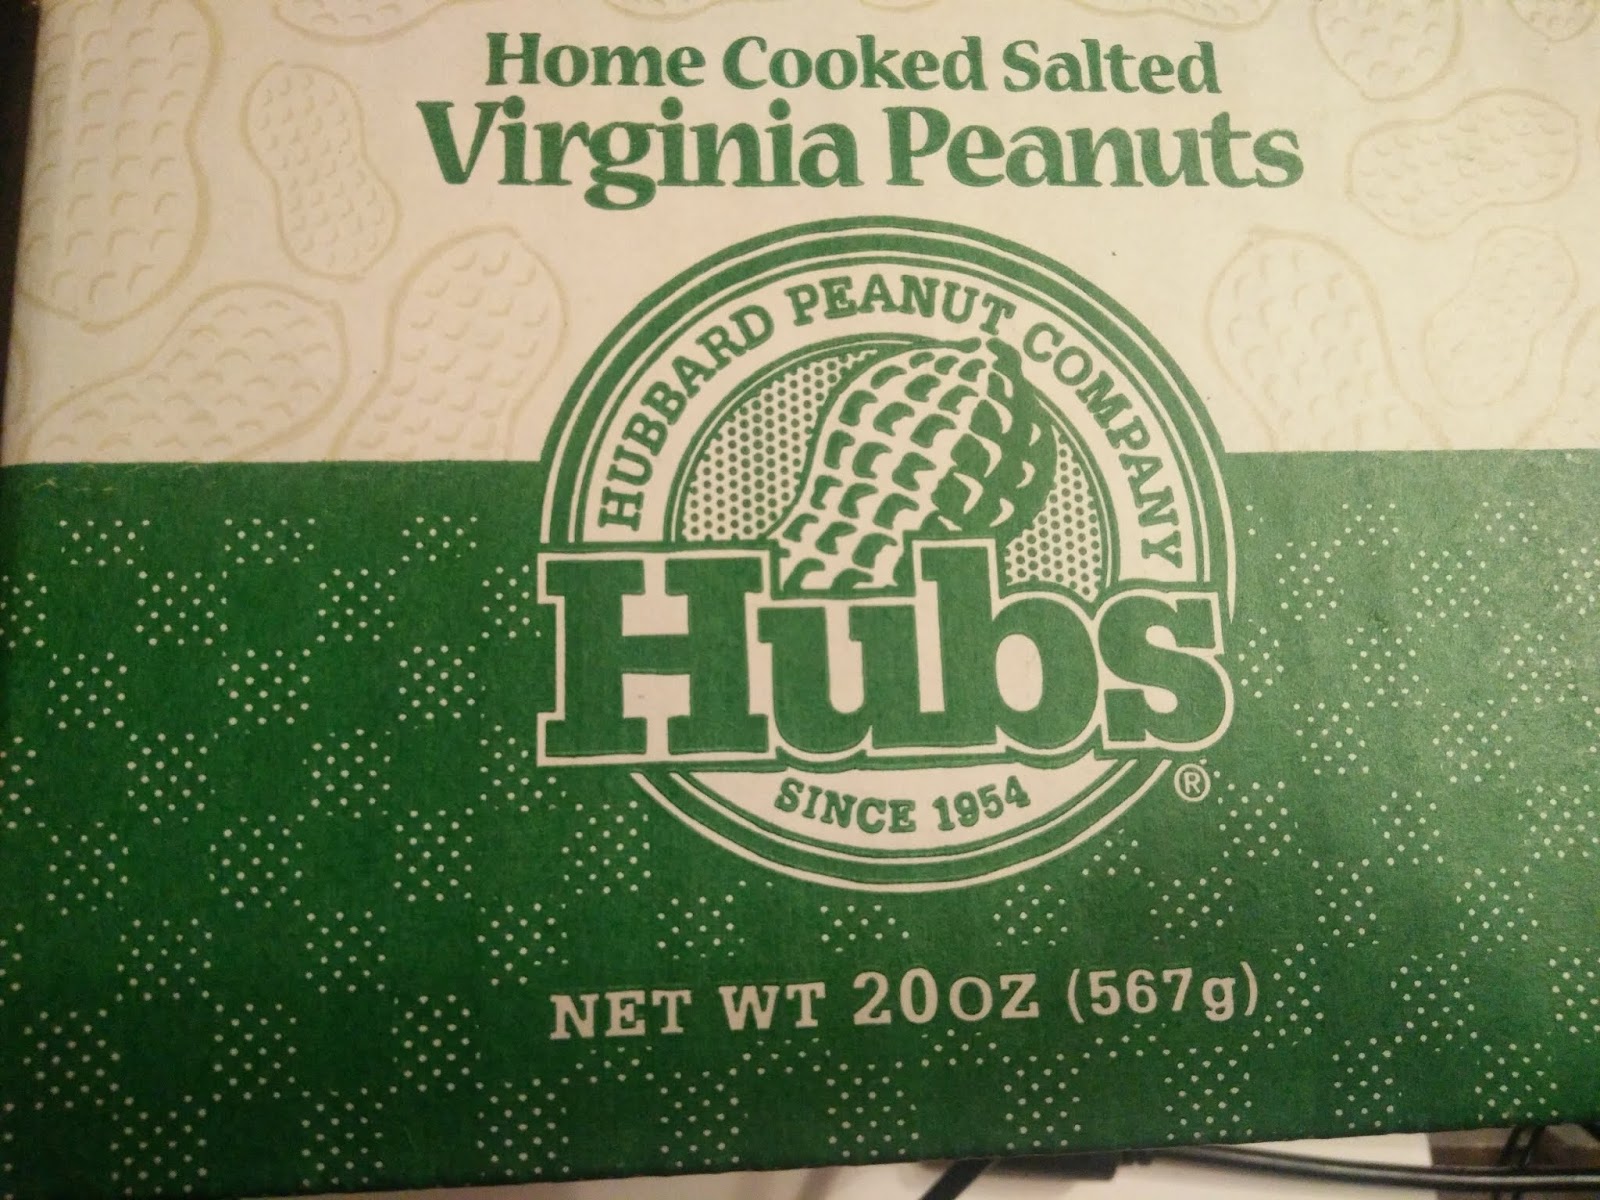 Home Cooked Salted
Virginia Peanuts
HUBBARD PEANUT COMPANY
Hubs
SINCE 1954
®
NET WT 20OZ (567g)